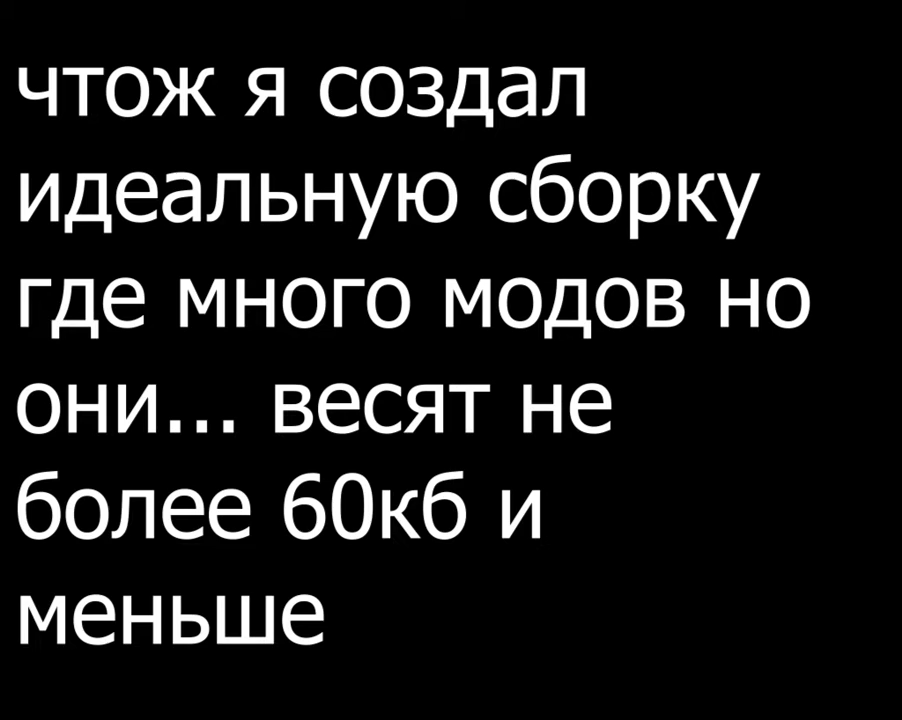 чтож я создал
идеальную сборку
где много модов но
они... весят не
более 60кб и
меньше